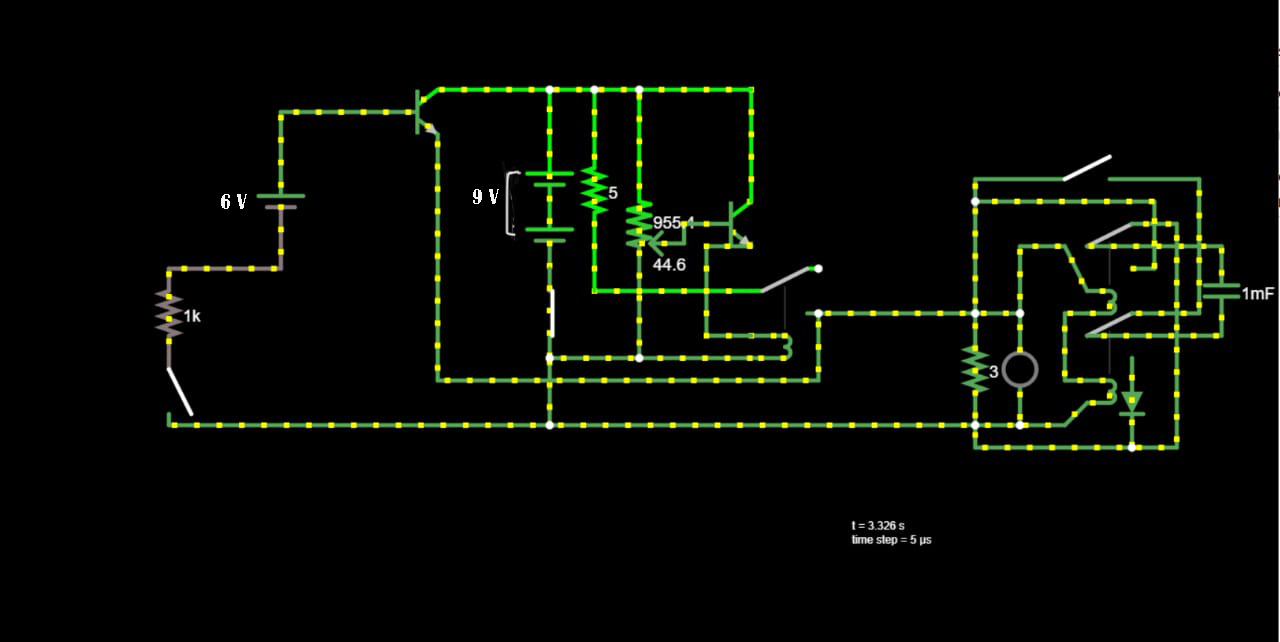 9 V
5
6 V
955.4
44.6
1k
1mF
3
t = 3.326 s
time step = 5 μs